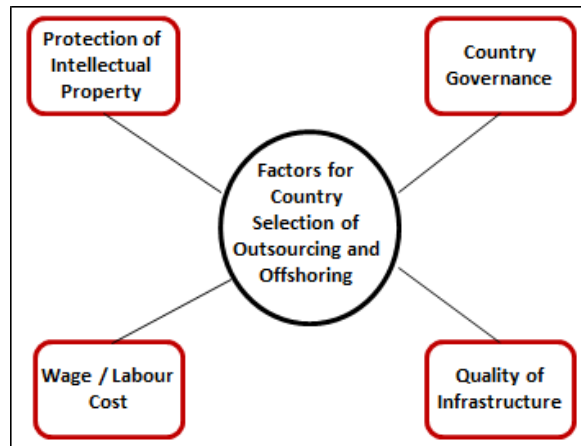 Protection of
Intellectual
Property
Country
Governance
Factors for
Country
Selection of
Outsourcing and
Offshoring
Wage / Labour
Cost
Quality of
Infrastructure